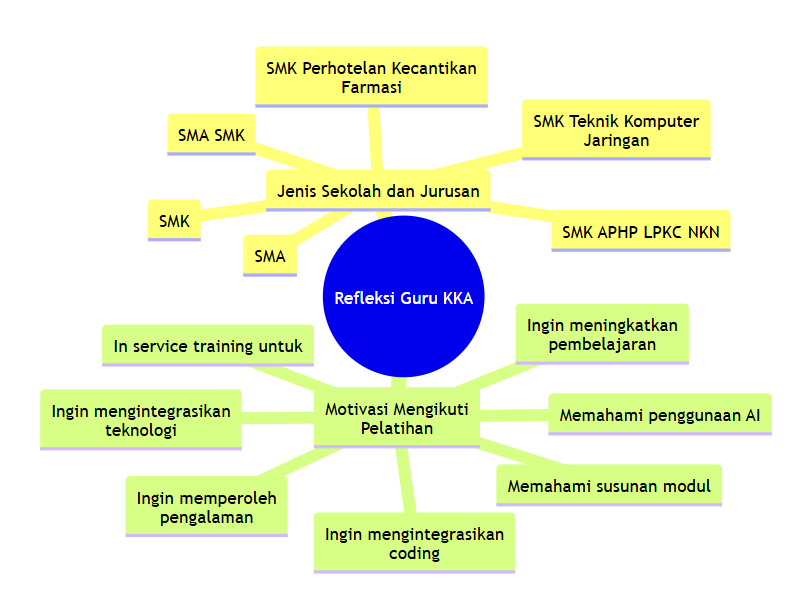 SMK Perhotelan Kecantikan
Farmasi
SMA SMK
SMK Teknik Komputer
Jaringan
Jenis Sekolah dan Jurusan
SMK
SMK APHP LPKC NKN
SMA
Refleksi Guru KKA
In service training untuk
Ingin meningkatkan
pembelajaran
Ingin mengintegrasikan
teknologi
Motivasi Mengikuti
Pelatihan
Memahami penggunaan AI
Ingin memperoleh
pengalaman
Memahami susunan modul
Ingin mengintegrasikan
coding